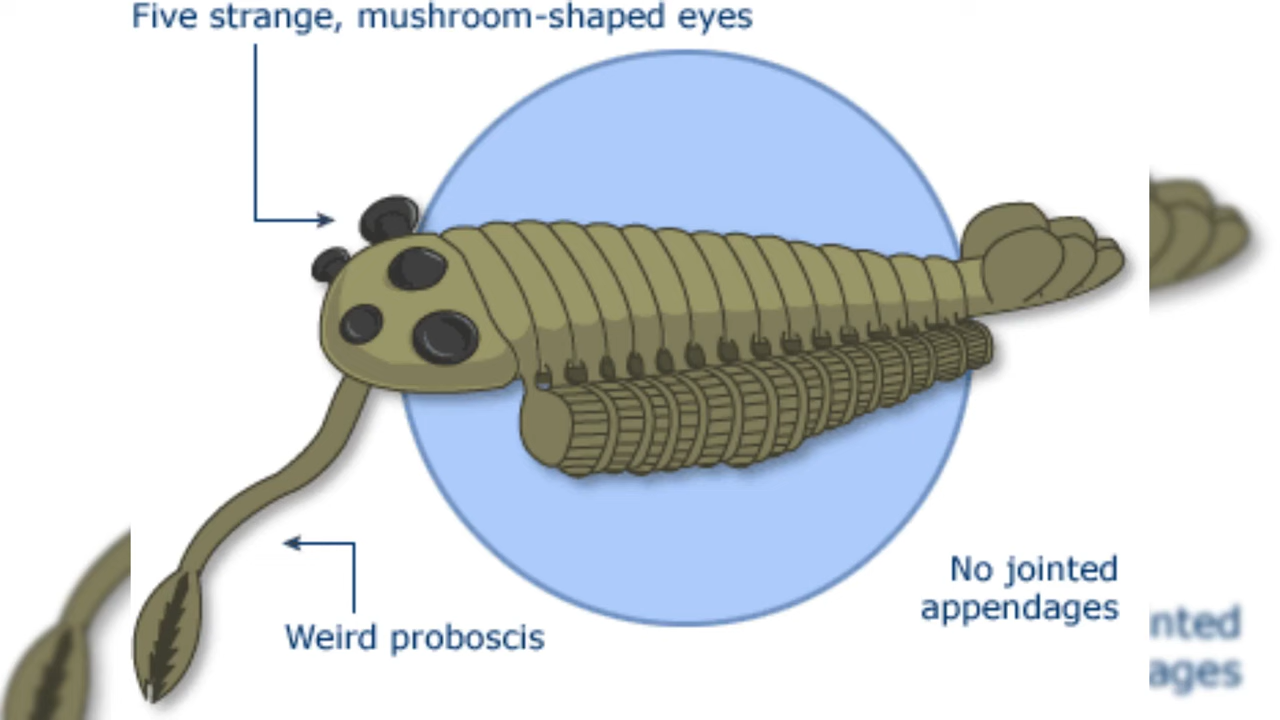 Five strange, mushroom-shaped eyes
No jointed
appendages
nted
ages
Weird proboscis